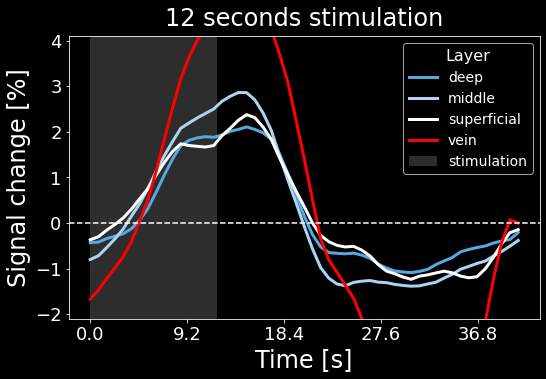 12 seconds stimulation
Signal change [%]
4
3
2
1
0
−1
−2
Layer
deep
middle
superficial
vein
stimulation
0.0 9.2 18.4 27.6 36.8
Time [s]